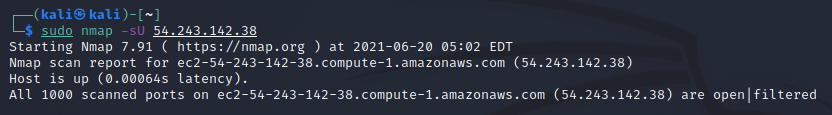 ┌──(kali㉿kali)-[~]
└─$ sudo nmap -sU 54.243.142.38
Starting Nmap 7.91 ( https://nmap.org ) at 2021-06-20 05:02 EDT
Nmap scan report for ec2-54-243-142-38.compute-1.amazonaws.com (54.243.142.38)
Host is up (0.00064s latency).
All 1000 scanned ports on ec2-54-243-142-38.compute-1.amazonaws.com (54.243.142.38) are open|filtered